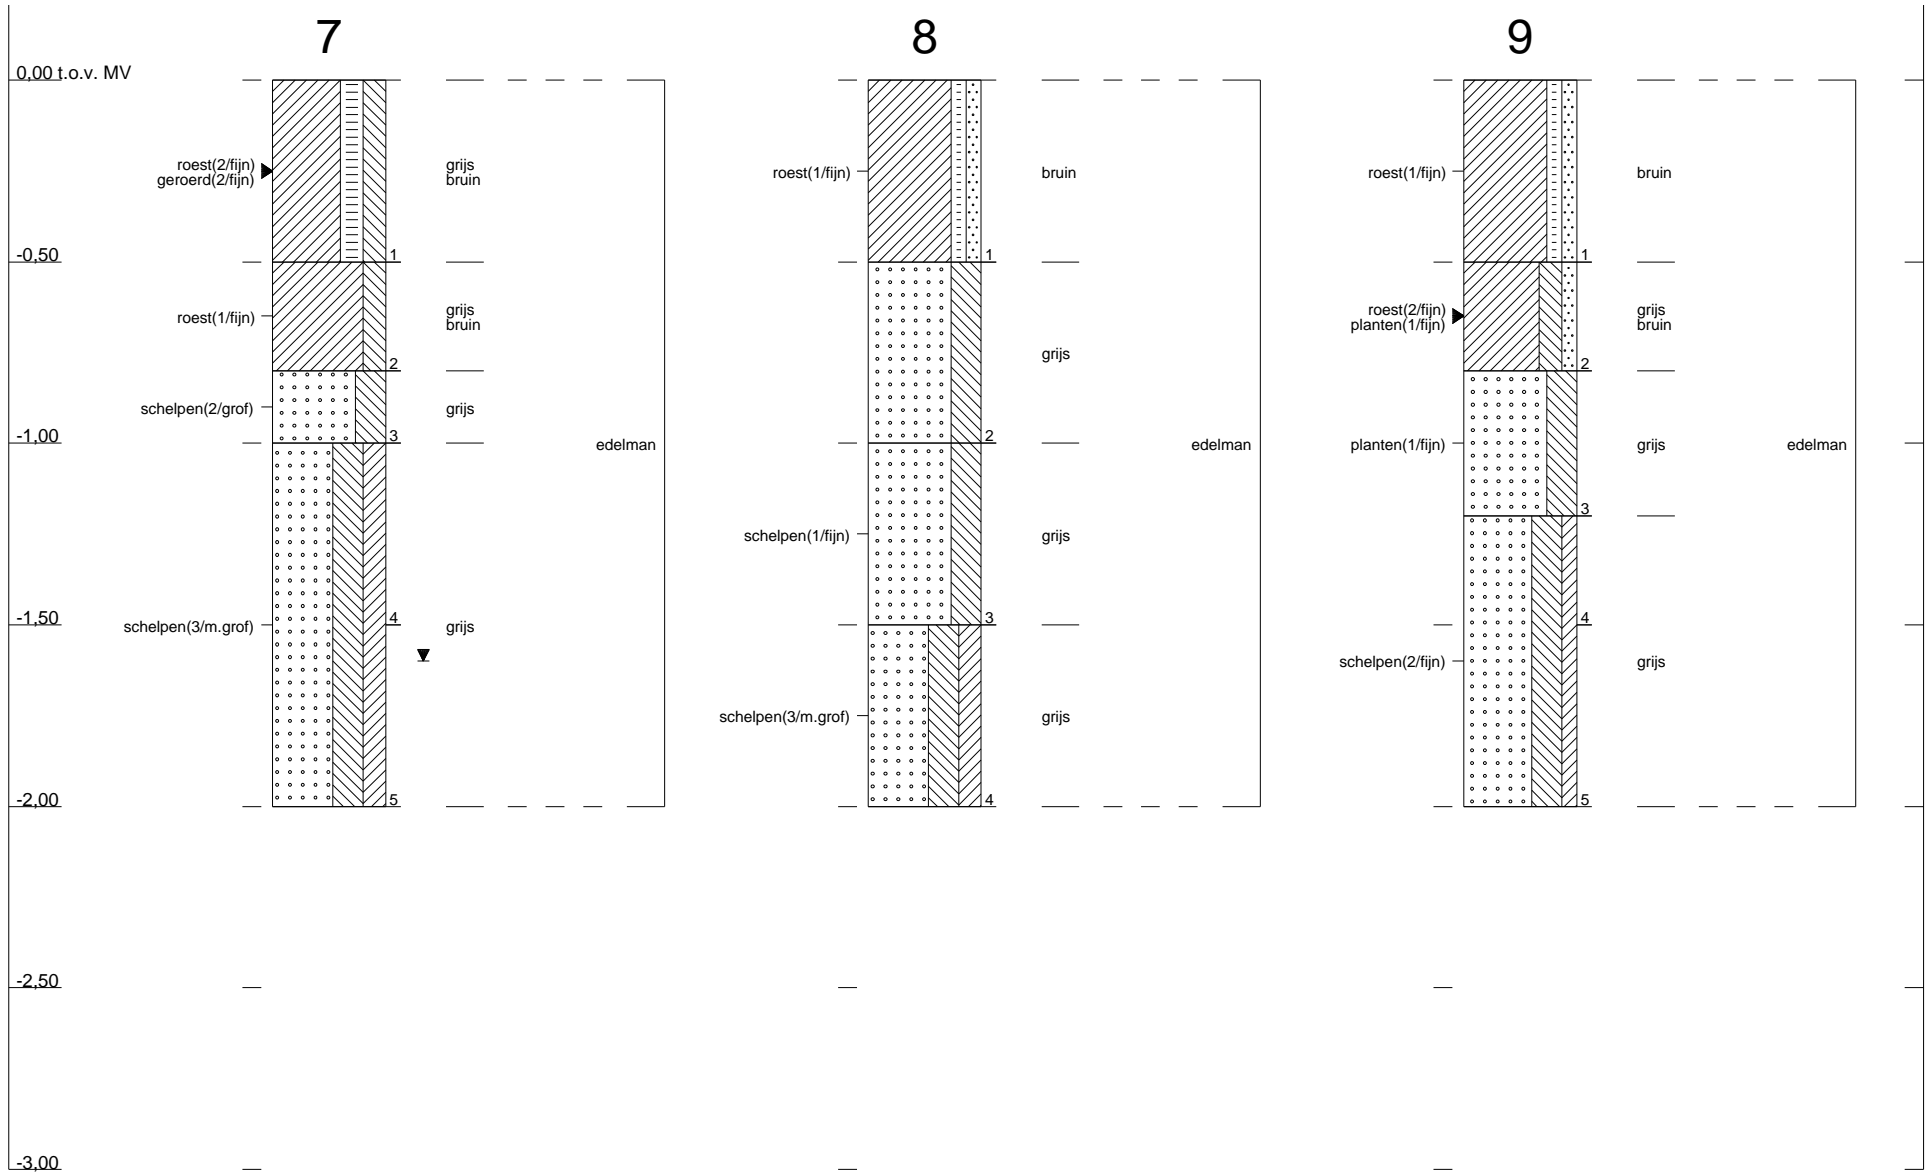 7
8
9
0,00 t.o.v. MV
-0,50
-1,00
-1,50
-2,00
-2,50
-3,00
roest(2/fijn)
geroerd(2/fijn)
grijs
bruin
1
roest(1/fijn)
grijs
bruin
2
schelpen(2/grof)
grijs
3
edelman
schelpen(3/m.grof)
4
grijs
5
roest(1/fijn)
bruin
1
grijs
2
edelman
schelpen(1/fijn)
grijs
3
schelpen(3/m.grof)
grijs
4
roest(1/fijn)
bruin
1
roest(2/fijn)
planten(1/fijn)
grijs
bruin
2
planten(1/fijn)
grijs
edelman
3
4
schelpen(2/fijn)
grijs
5